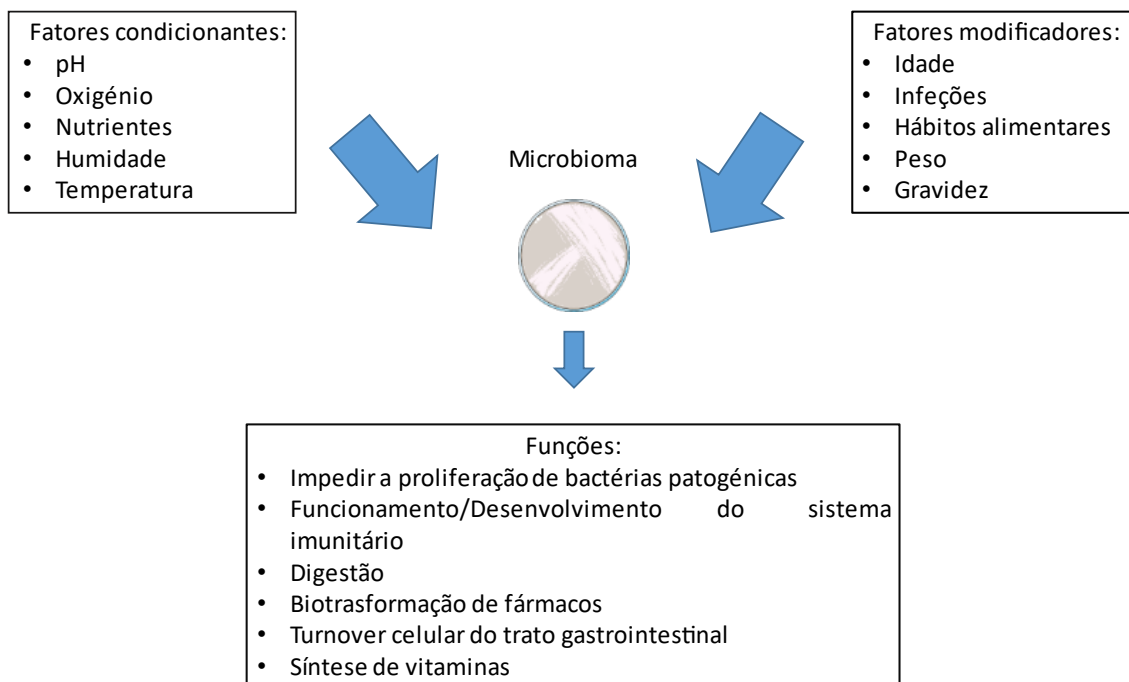 Fatores condicionantes:
• pH
• Oxigénio
• Nutrientes
• Humidade
• Temperatura
Fatores modificadores:
• Idade
• Infeções
• Hábitos alimentares
• Peso
• Gravidez
Microbioma
Funções:
• Impedir a proliferação de bactérias patogénicas
• Funcionamento/Desenvolvimento do sistema
imunitário
• Digestão
• Biotrasformação de fármacos
• Turnover celular do trato gastrointestinal
• Síntese de vitaminas